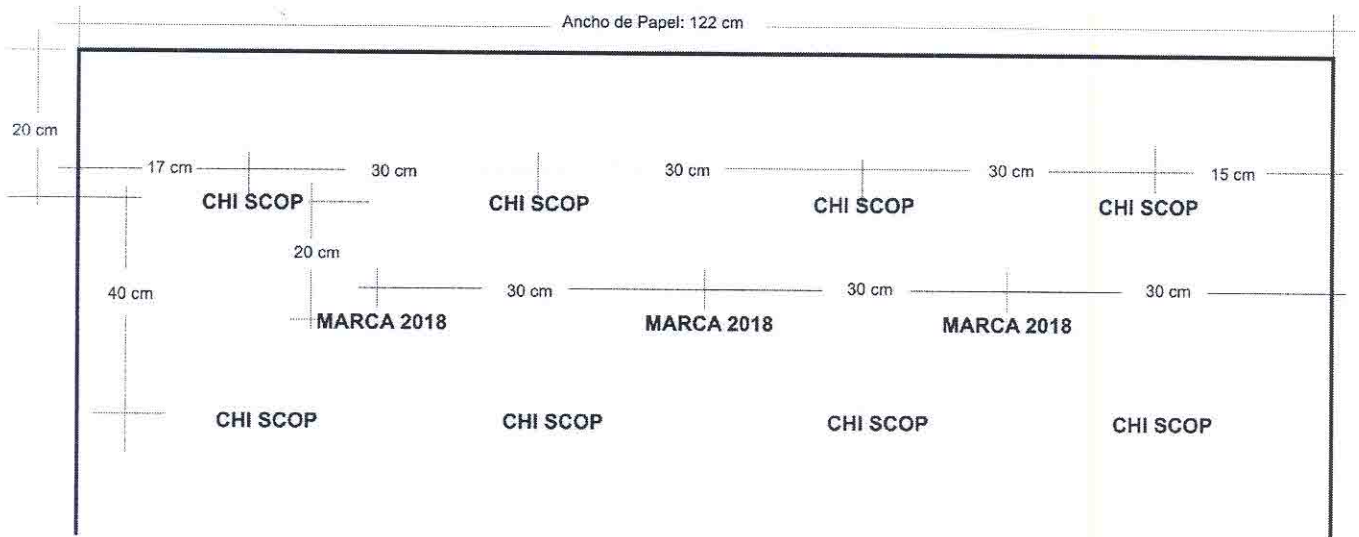 Ancho de Papel: 122 cm
20 cm
17 cm 30 cm 30 cm 30 cm 15 cm
CHI SCOP CHI SCOP CHI SCOP CHI SCOP
20 cm
40 cm 30 cm 30 cm 30 cm
MARCA 2018 MARCA 2018 MARCA 2018
CHI SCOP CHI SCOP CHI SCOP CHI SCOP